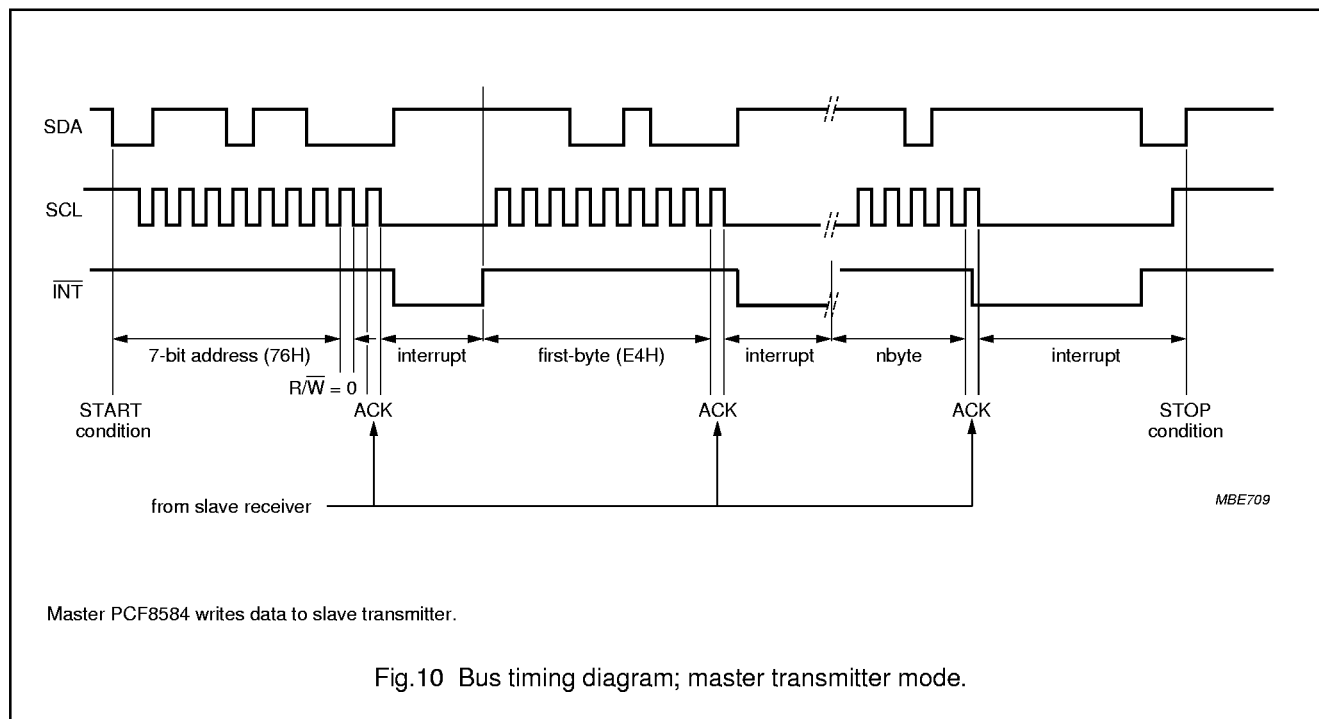 SDA
SCL
INT
7-bit address (76H)
interrupt
first-byte (E4H)
interrupt
nbyte
interrupt
R/W = 0
START
condition
ACK
ACK
ACK
STOP
condition
from slave receiver
MBE709
Master PCF8584 writes data to slave transmitter.
Fig.10 Bus timing diagram; master transmitter mode.